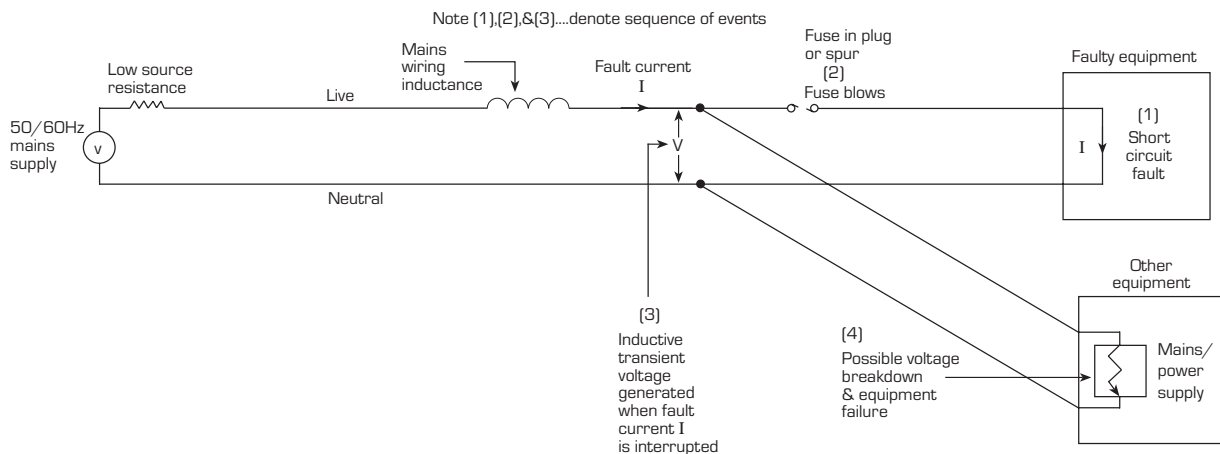 Note (1),(2),&(3)....denote sequence of events
Low source
resistance
Live
Mains
wiring
inductance
Fault current
I
Fuse in plug
or spur
(2)
Fuse blows
Faulty equipment
(1)
Short
circuit
fault
I
50/60Hz
mains
supply
v
V
Neutral
(3)
Inductive
transient
voltage
generated
when fault
current I
is interrupted
(4)
Possible voltage
breakdown
& equipment
failure
Other
equipment
Mains/
power
supply